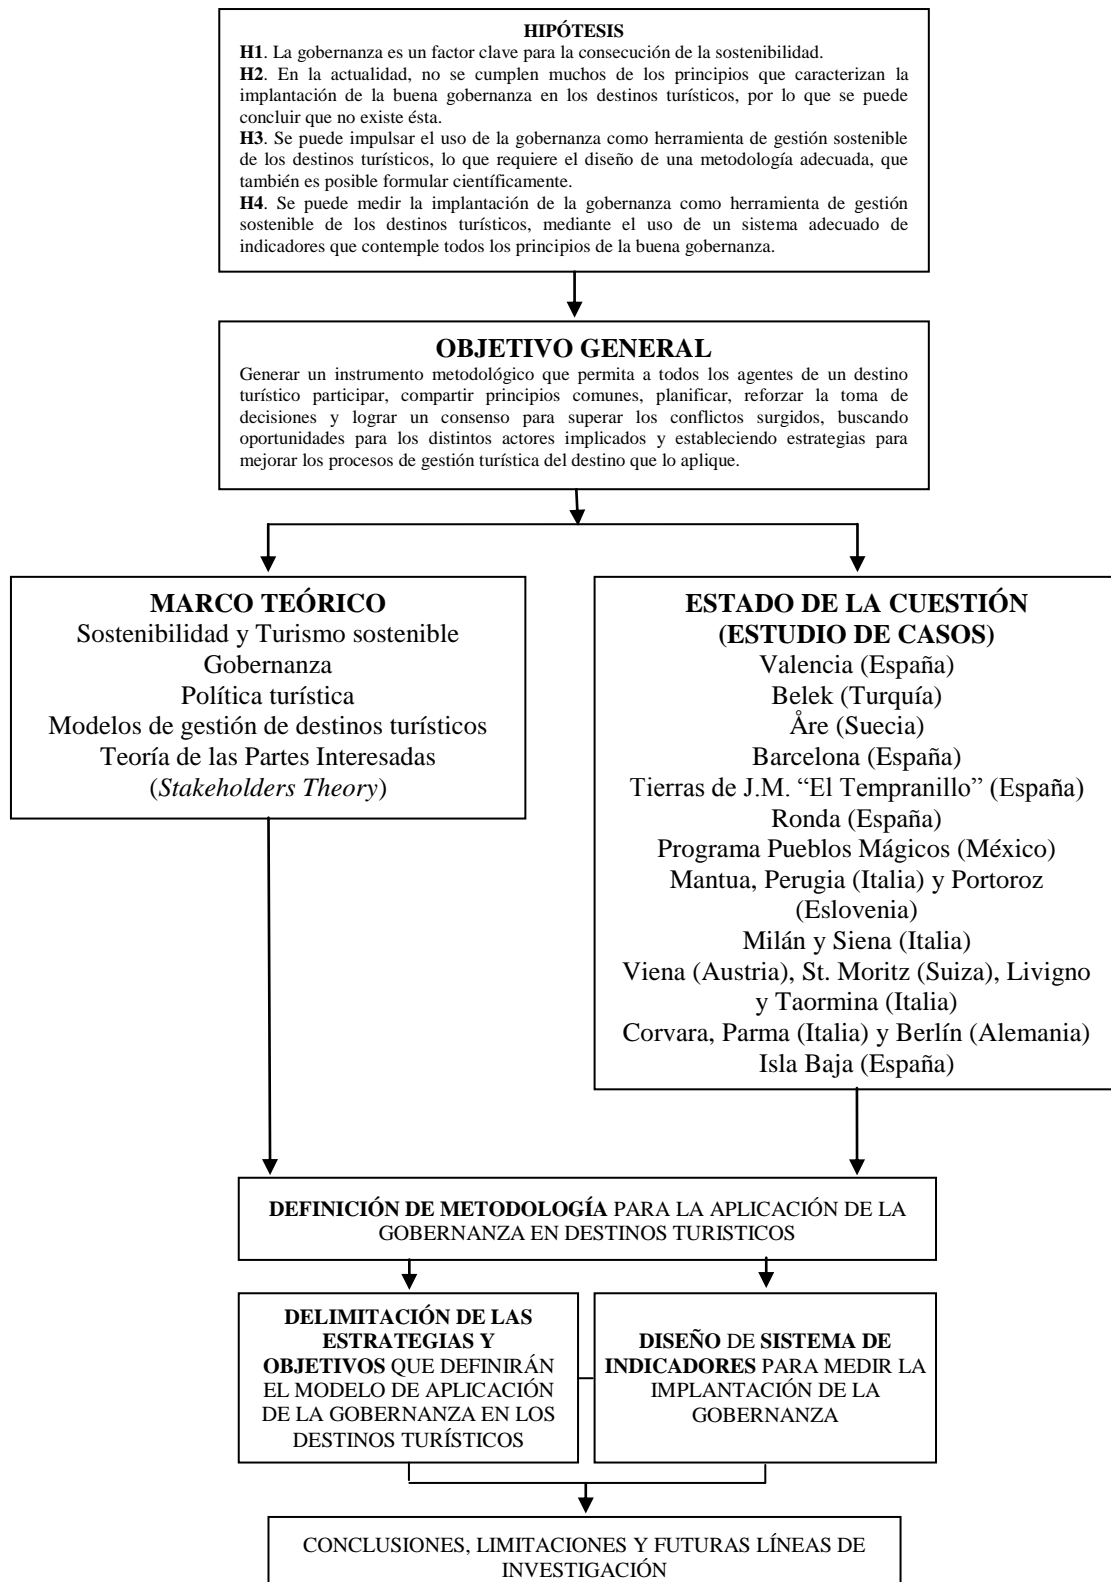 HIPÓTESIS
H1. La gobernanza es un factor clave para la consecución de la sostenibilidad.
H2. En la actualidad, no se cumplen muchos de los principios que caracterizan la
implantación de la buena gobernanza en los destinos turísticos, por lo que se puede
concluir que no existe ésta.
H3. Se puede impulsar el uso de la gobernanza como herramienta de gestión sostenible
de los destinos turísticos, lo que requiere el diseño de una metodología adecuada, que
también es posible formular científicamente.
H4. Se puede medir la implantación de la gobernanza como herramienta de gestión
sostenible de los destinos turísticos, mediante el uso de un sistema adecuado de
indicadores que contemple todos los principios de la buena gobernanza.
OBJETIVO GENERAL
Generar un instrumento metodológico que permita a todos los agentes de un destino
turístico participar, compartir principios comunes, planificar, reforzar la toma de
decisiones y lograr un consenso para superar los conflictos surgidos, buscando
oportunidades para los distintos actores implicados y estableciendo estrategias para
mejorar los procesos de gestión turística del destino que lo aplique.
MARCO TEÓRICO
Sostenibilidad y Turismo sostenible
Gobernanza
Política turística
Modelos de gestión de destinos turísticos
Teoría de las Partes Interesadas
(Stakeholders Theory)
ESTADO DE LA CUESTIÓN
(ESTUDIO DE CASOS)
Valencia (España)
Belek (Turquía)
Åre (Suecia)
Barcelona (España)
Tierras de J.M. “El Tempranillo” (España)
Ronda (España)
Programa Pueblos Mágicos (México)
Mantua, Perugia (Italia) y Portoroz
(Eslovenia)
Milán y Siena (Italia)
Viena (Austria), St. Moritz (Suiza), Livigno
y Taormina (Italia)
Corvara, Parma (Italia) y Berlín (Alemania)
Isla Baja (España)
DEFINICIÓN DE METODOLOGÍA PARA LA APLICACIÓN DE LA
GOBERNANZA EN DESTINOS TURISTICOS
DELIMITACIÓN DE LAS
ESTRATEGIAS Y
OBJETIVOS QUE DEFINIRÁN
EL MODELO DE APLICACIÓN
DE LA GOBERNANZA EN LOS
DESTINOS TURÍSTICOS
DISEÑO DE SISTEMA DE
INDICADORES PARA MEDIR LA
IMPLANTACIÓN DE LA
GOBERNANZA
CONCLUSIONES, LIMITACIONES Y FUTURAS LÍNEAS DE
INVESTIGACIÓN